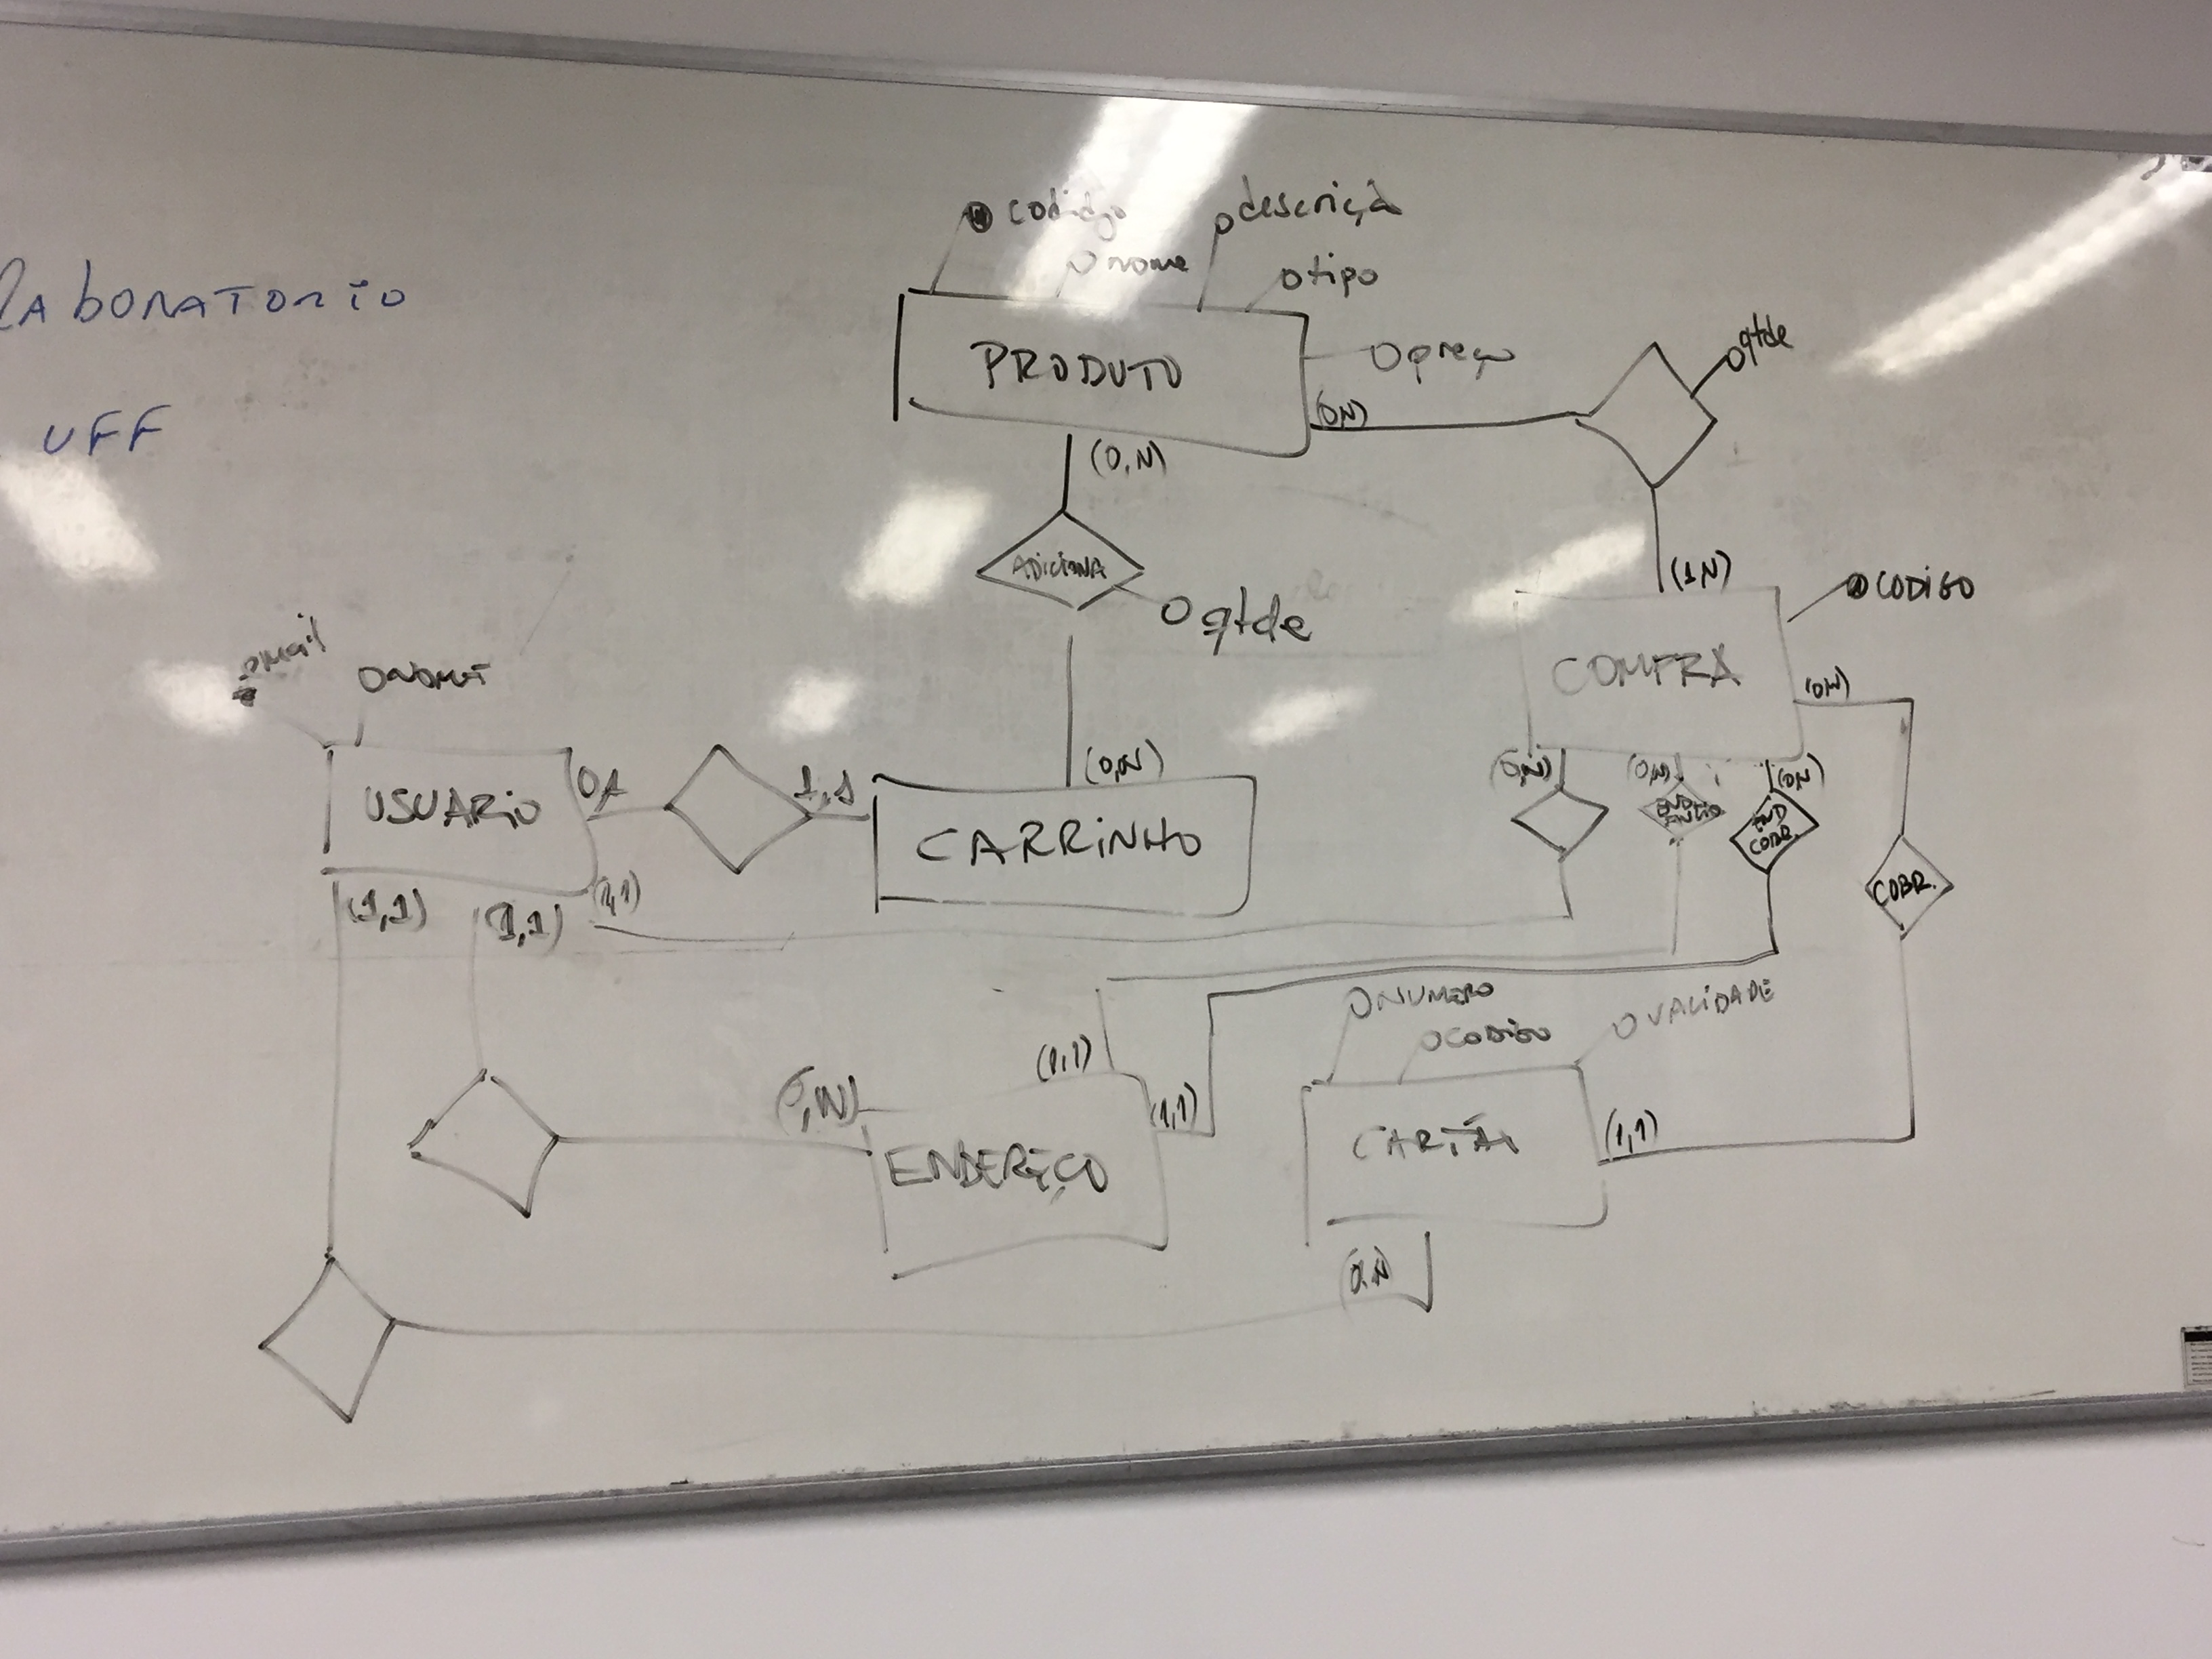 LABORATORIO
UFF
codigo
nome
descriçã
tipo
preço
PRODUTO
(0,N)
qtde
(0,N)
ADICIONA
qtde
(1,N)
CODIGO
COMPRA
(0,N)
email
NOME
USUARIO
0,1
1,1
(0,N)
CARRINHO
(0,N)
(0,N)
(0,N)
END
ENVIO
END
COBR.
COBR.
(1,1)
(1,1)
(1,1)
NUMERO
CODIGO
VALIDADE
(1,1)
(0,N)
(1,1)
ENDEREÇO
CARTÃO
(1,1)
(0,N)